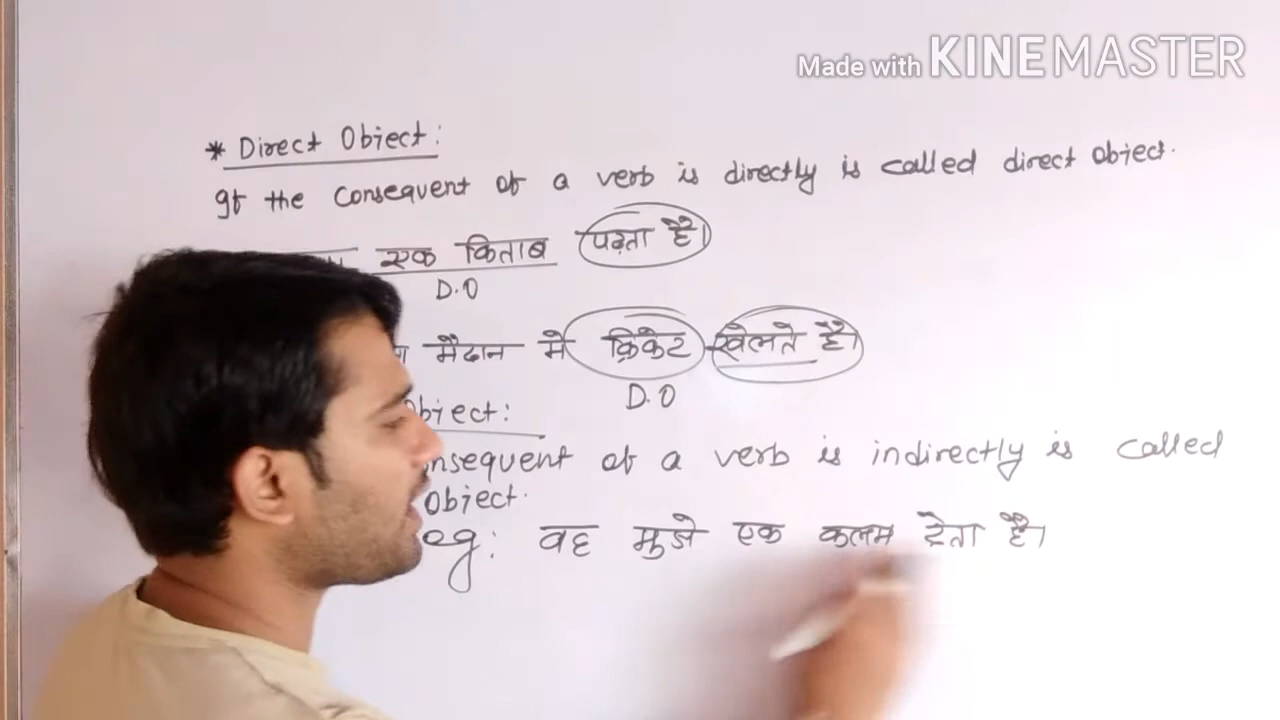 Made with KINEMASTER
* Direct Object:
If the Consequent of a verb is directly is called direct object.
एक किताब पढ़ता है।
D.O
मैदान में क्रिकेट खेलते है।
D.O
Object:
onsequent of a verb is indirectly is called
Object.
eg: वह मुझे एक कलम देता है।